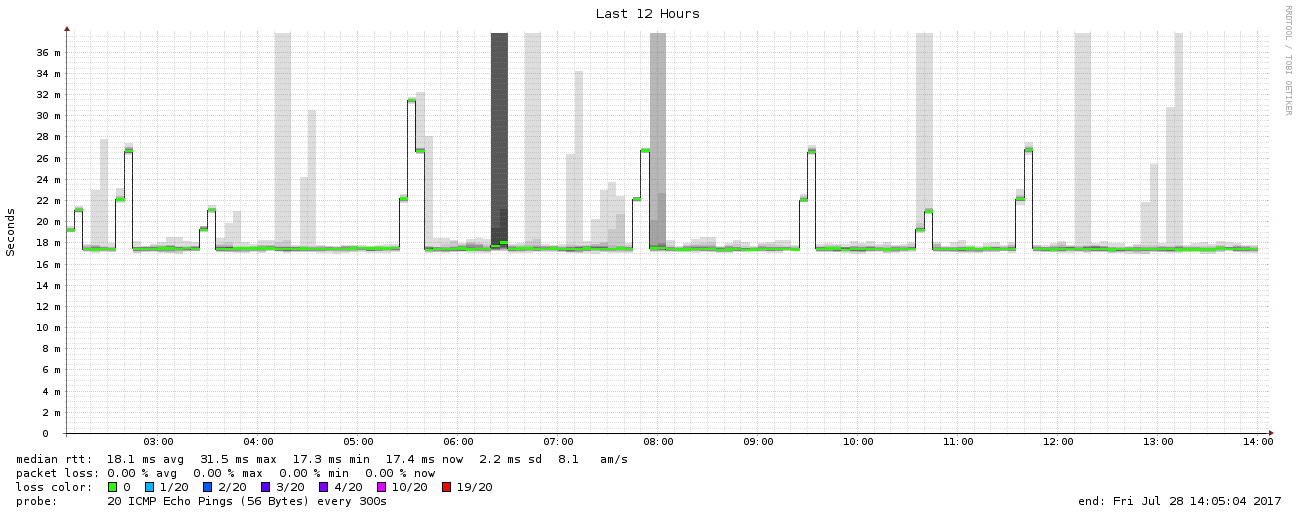 Last 12 Hours
RRDTOOL / TOBI OETIKER
Seconds
36 m
34 m
32 m
30 m
28 m
26 m
24 m
22 m
20 m
18 m
16 m
14 m
12 m
10 m
8 m
6 m
4 m
2 m
0
03:00 04:00 05:00 06:00 07:00 08:00 09:00 10:00 11:00 12:00 13:00 14:00
median rtt: 18.1 ms avg 31.5 ms max 17.3 ms min 17.4 ms now 2.2 ms sd 8.1 am/s
packet loss: 0.00 % avg 0.00 % max 0.00 % min 0.00 % now
loss color: 0 1/20 2/20 3/20 4/20 10/20 19/20
probe: 20 ICMP Echo Pings (56 Bytes) every 300s end: Fri Jul 28 14:05:04 2017